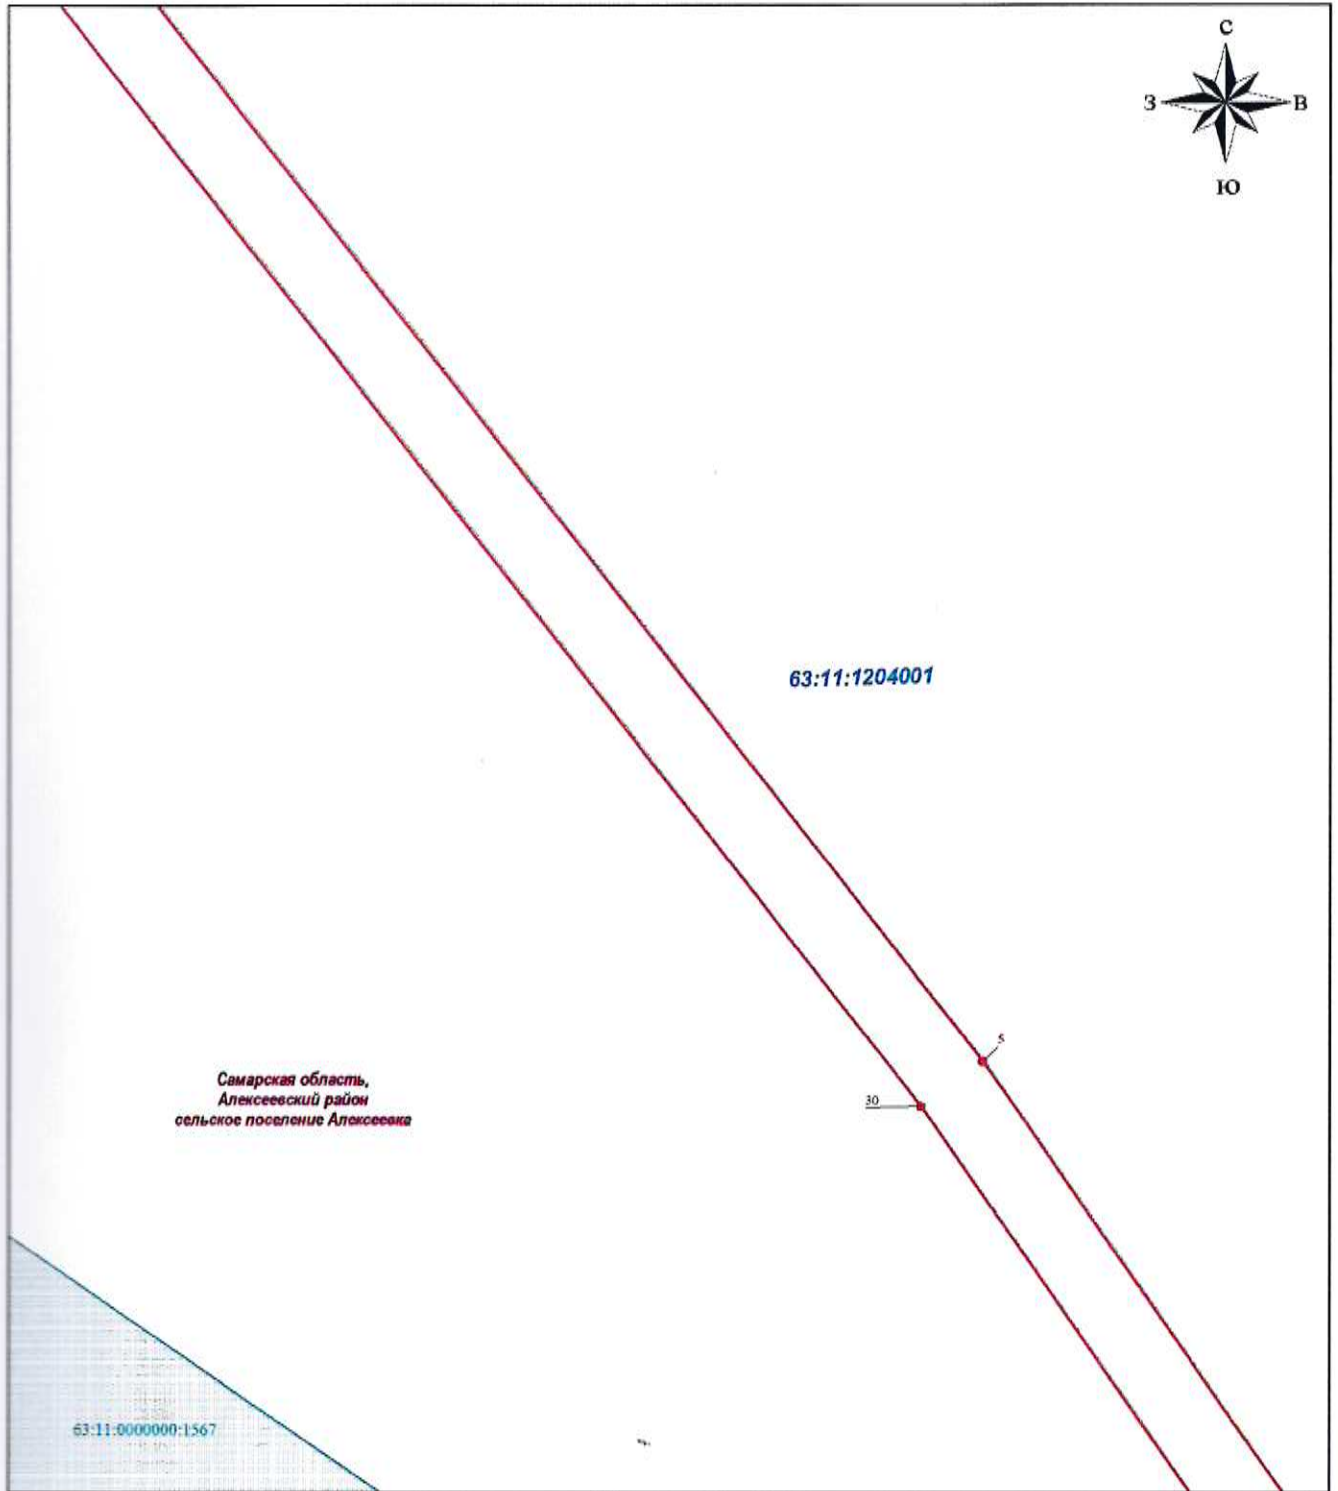 С
З
В
Ю
63:11:1204001
5
30
Самарская область,
Алексеевский район
сельское поселение Алексеевка
63:11:0000000:1567